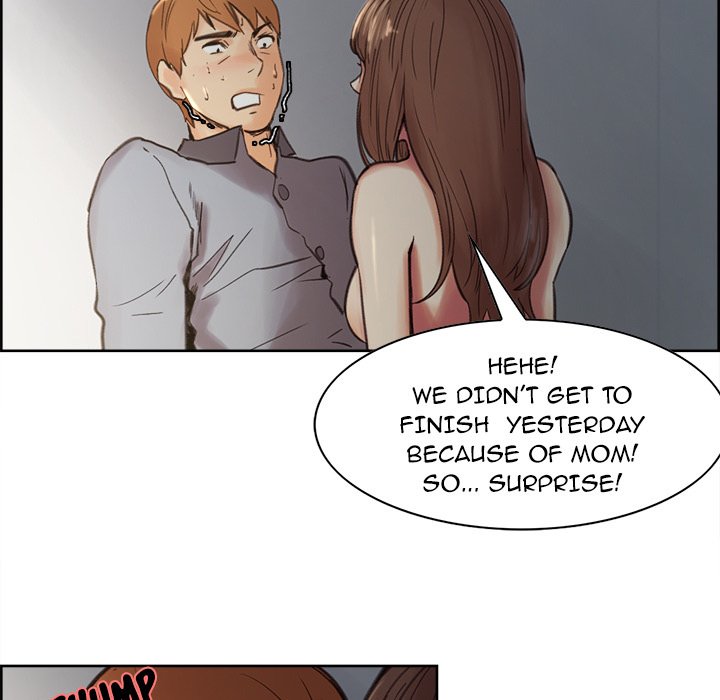 HEHE!
WE DIDN'T GET TO
FINISH YESTERDAY
BECAUSE OF MOM!
SO... SURPRISE!